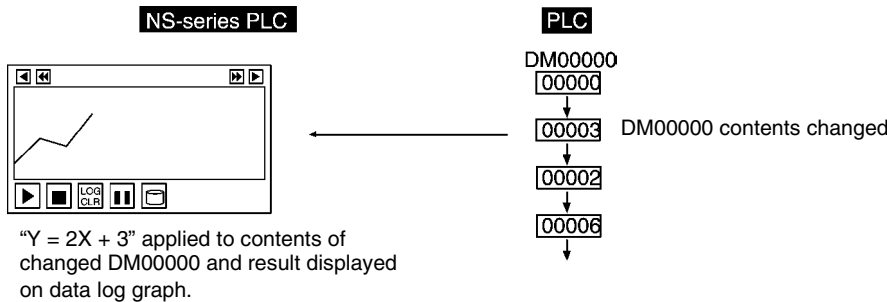 NS-series PLC
PLC
DM00000
00000
00003 DM00000 contents changed
00002
00006
LOG
CLR
“Y = 2X + 3” applied to contents of
changed DM00000 and result displayed
on data log graph.